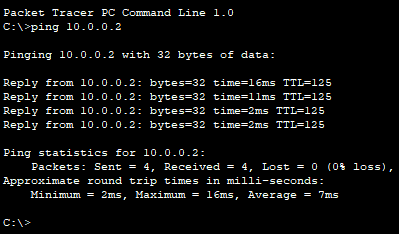 Packet Tracer PC Command Line 1.0
C:\>ping 10.0.0.2
Pinging 10.0.0.2 with 32 bytes of data:
Reply from 10.0.0.2: bytes=32 time=16ms TTL=125
Reply from 10.0.0.2: bytes=32 time=11ms TTL=125
Reply from 10.0.0.2: bytes=32 time=2ms TTL=125
Reply from 10.0.0.2: bytes=32 time=2ms TTL=125
Ping statistics for 10.0.0.2:
Packets: Sent = 4, Received = 4, Lost = 0 (0% loss),
Approximate round trip times in milli-seconds:
Minimum = 2ms, Maximum = 16ms, Average = 7ms
C:\>